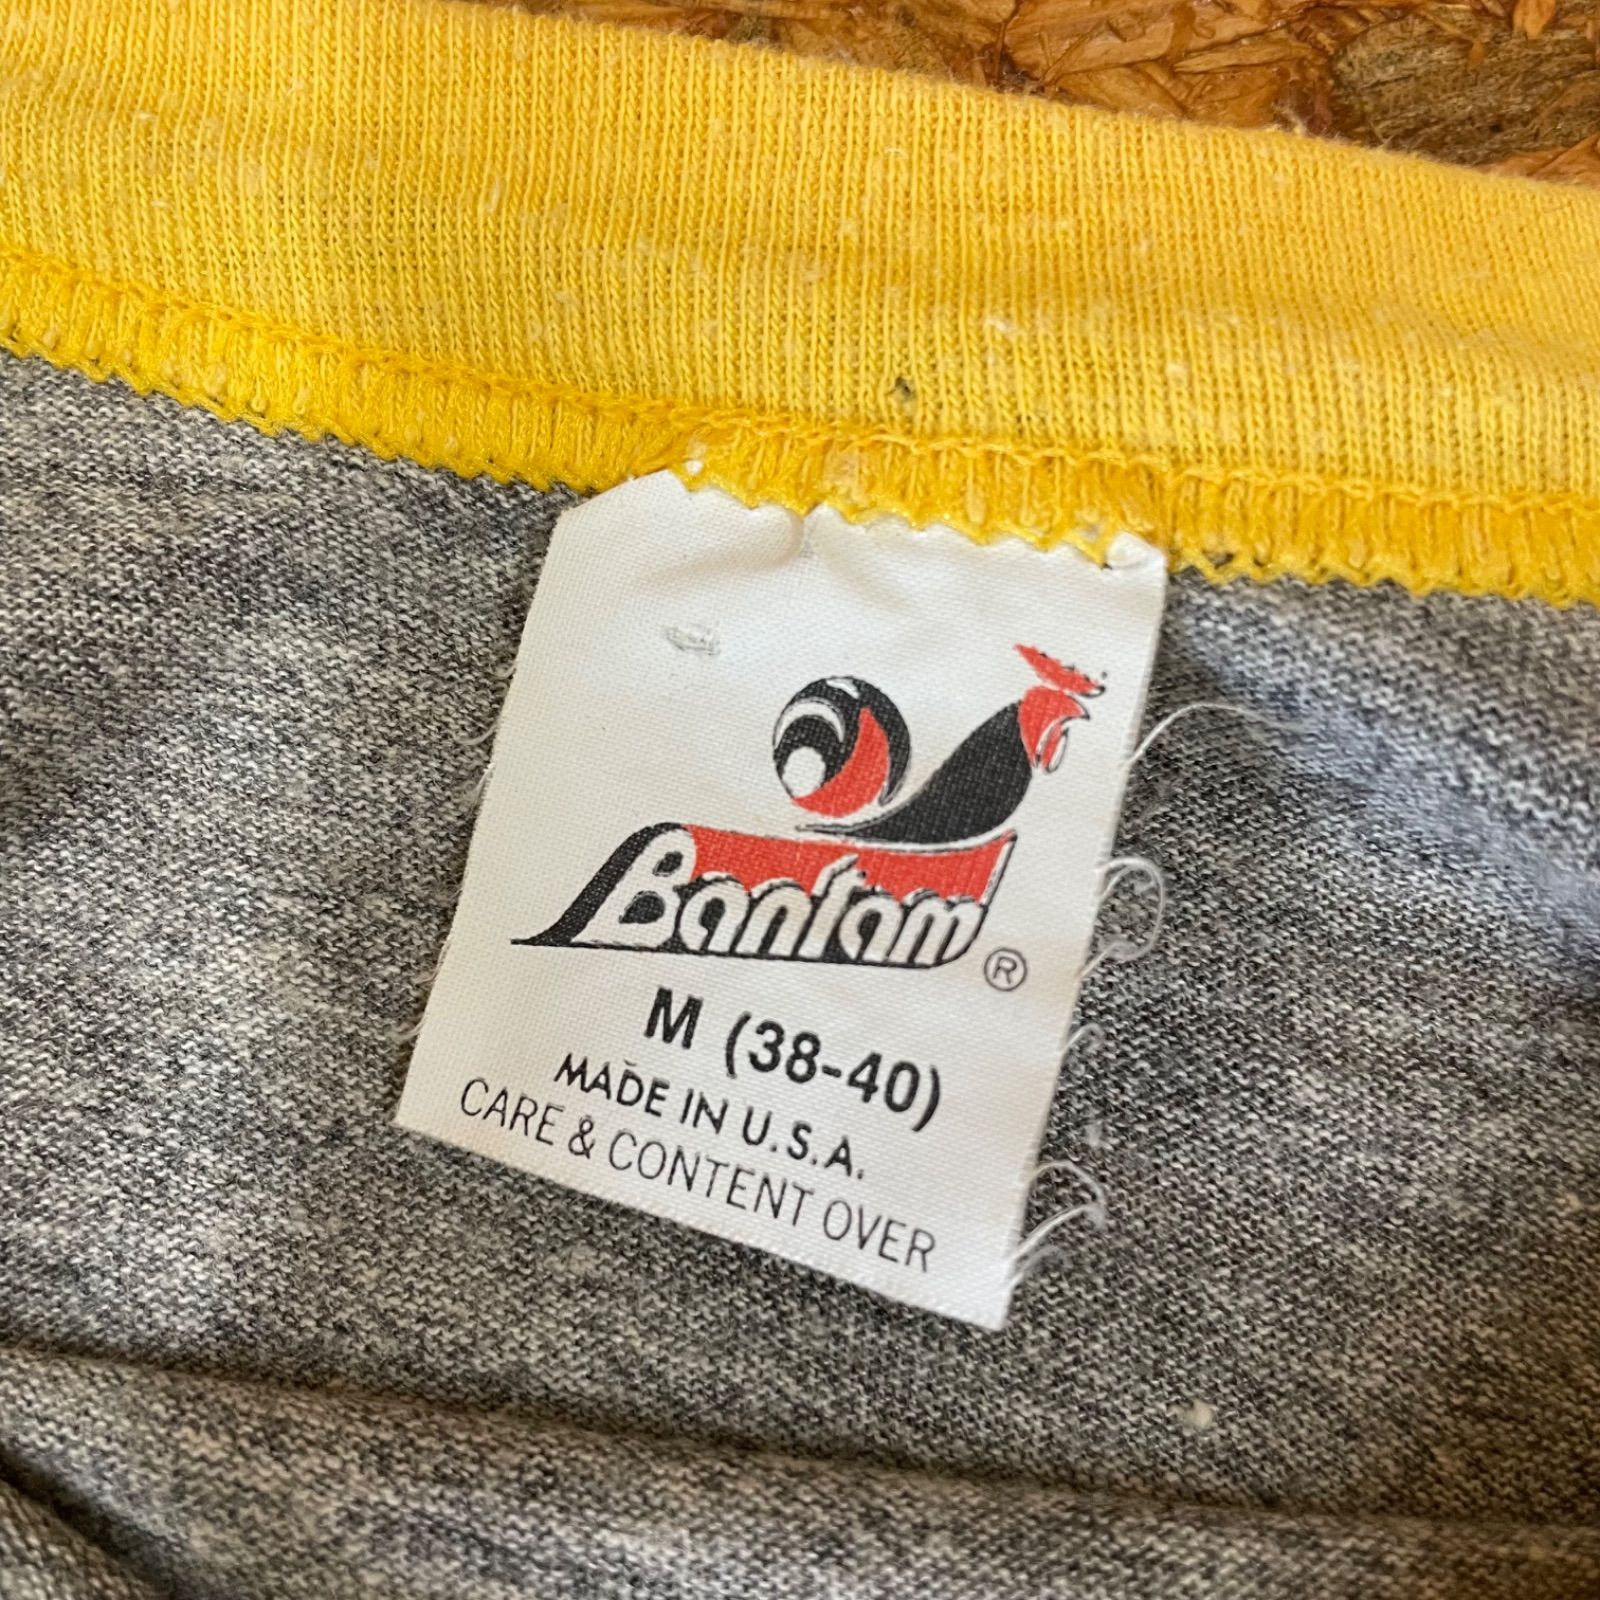 Bantam®
M (38-40)
MADE IN U.S.A.
CARE & CONTENT OVER